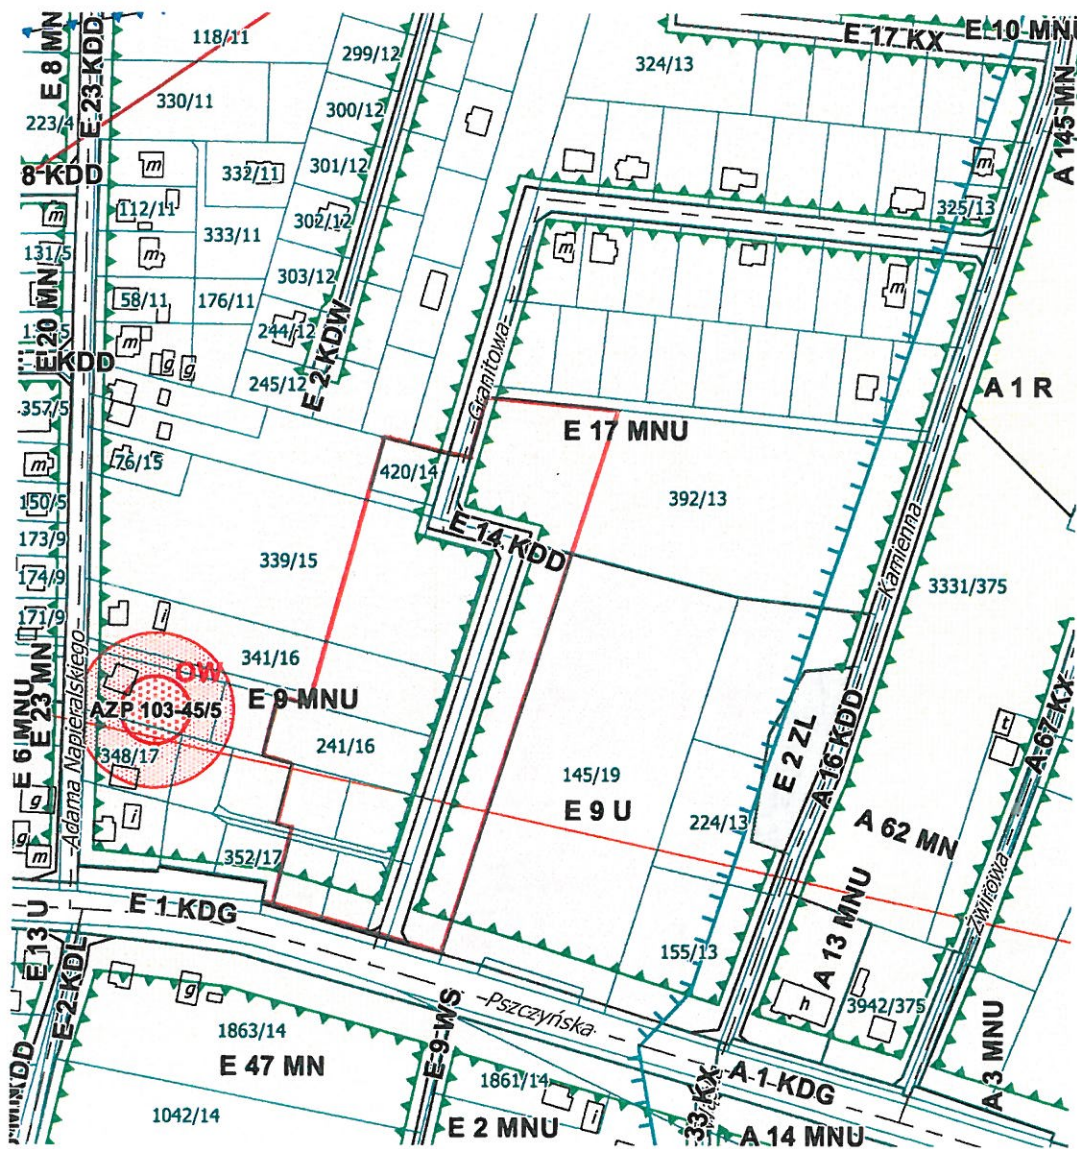 E 8 MN
E 23 KDD
118/11
299/12
324/13
E 17 KX
E 10 MNU
A 145 MN
330/11
300/12
223/4
8 KDD
m
332/11
301/12
m
m
112/11
302/12
325/13
333/11
131/5
m
m
303/12
m
E 20 MN
58/11
176/11
244/12
E 2 KDW
Granitowa
KDD
m
g
g
245/12
A 1 R
357/5
E 17 MNU
m
76/15
420/14
392/13
150/5
E 14 KDD
173/9
339/15
Kamienna
174/9
3331/375
171/9
i
Adama Napieralskiego
341/16
OW
E 23 MN
E 6 MNU
E 9 MNU
AZP 103-45/5
A 16 KDD
A 67 KX
t
241/16
348/17
145/19
E 2 ZL
g
i
E 9 U
224/13
A 62 MN
g
m
352/17
Żwirowa
E 1 KDG
A 13 MNU
E 13 U
E 2 KDL
155/13
g
Pszczyńska
h
3942/375
1863/14
E 9 WS
A 3 MNU
E 47 MN
1861/14
A 1 KDG
KDD
33 KX
1042/14
i
E 2 MNU
A 14 MNU